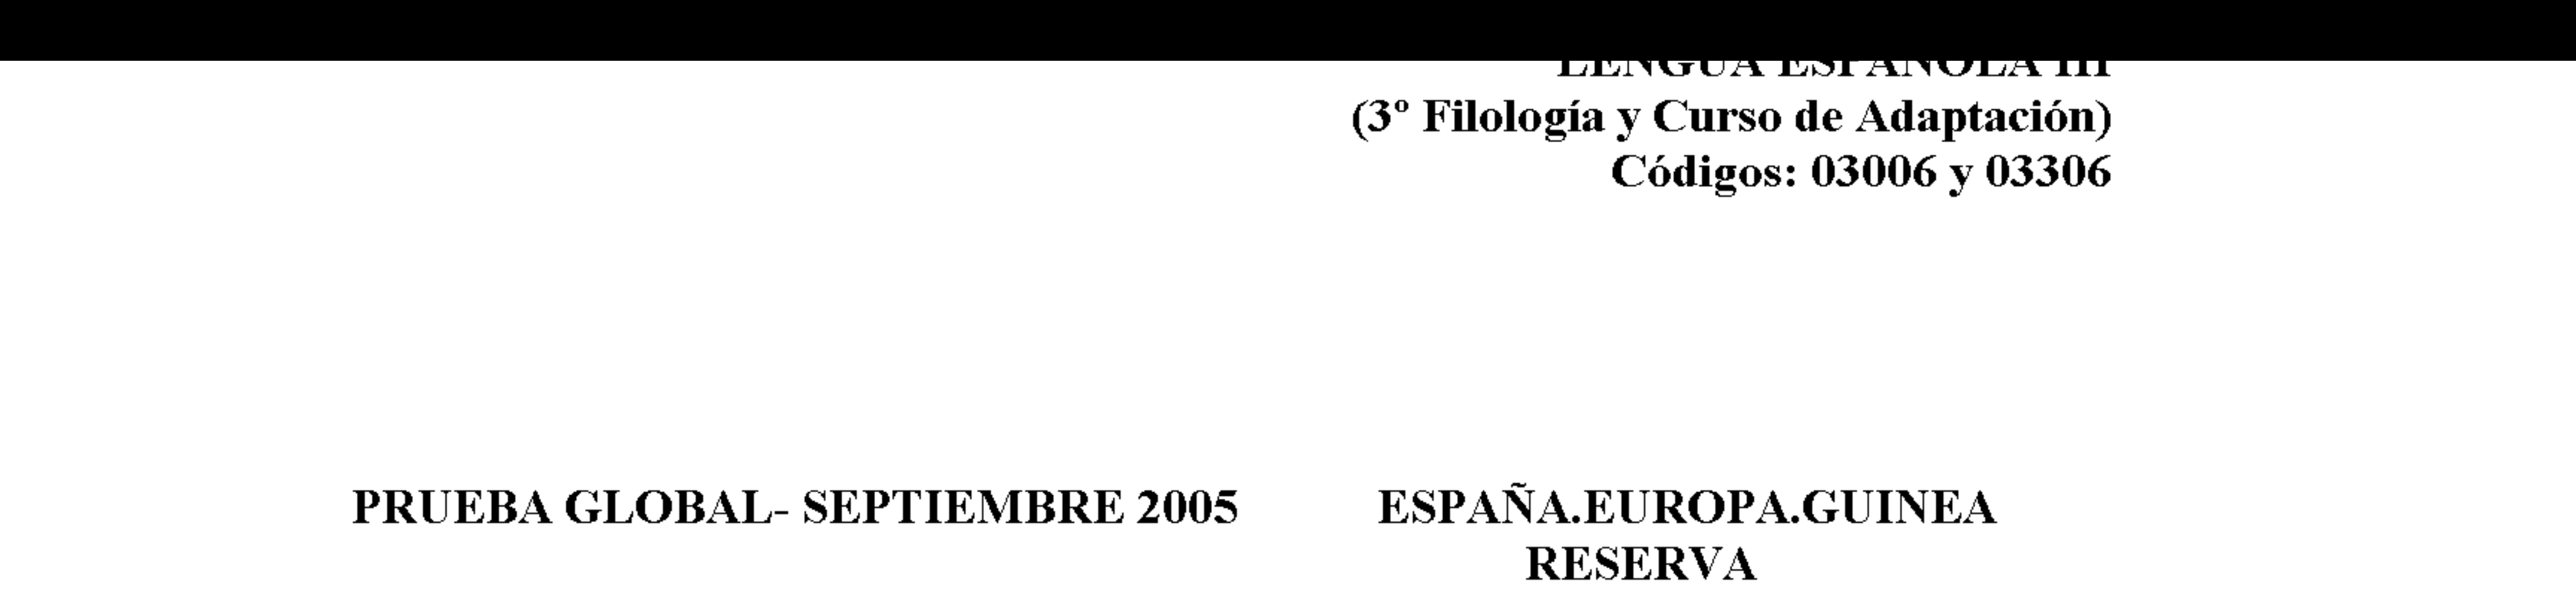 LENGUA ESPAÑOLA III
(3º Filología y Curso de Adaptación)
Códigos: 03006 y 03306
PRUEBA GLOBAL- SEPTIEMBRE 2005 ESPAÑA.EUROPA.GUINEA
RESERVA